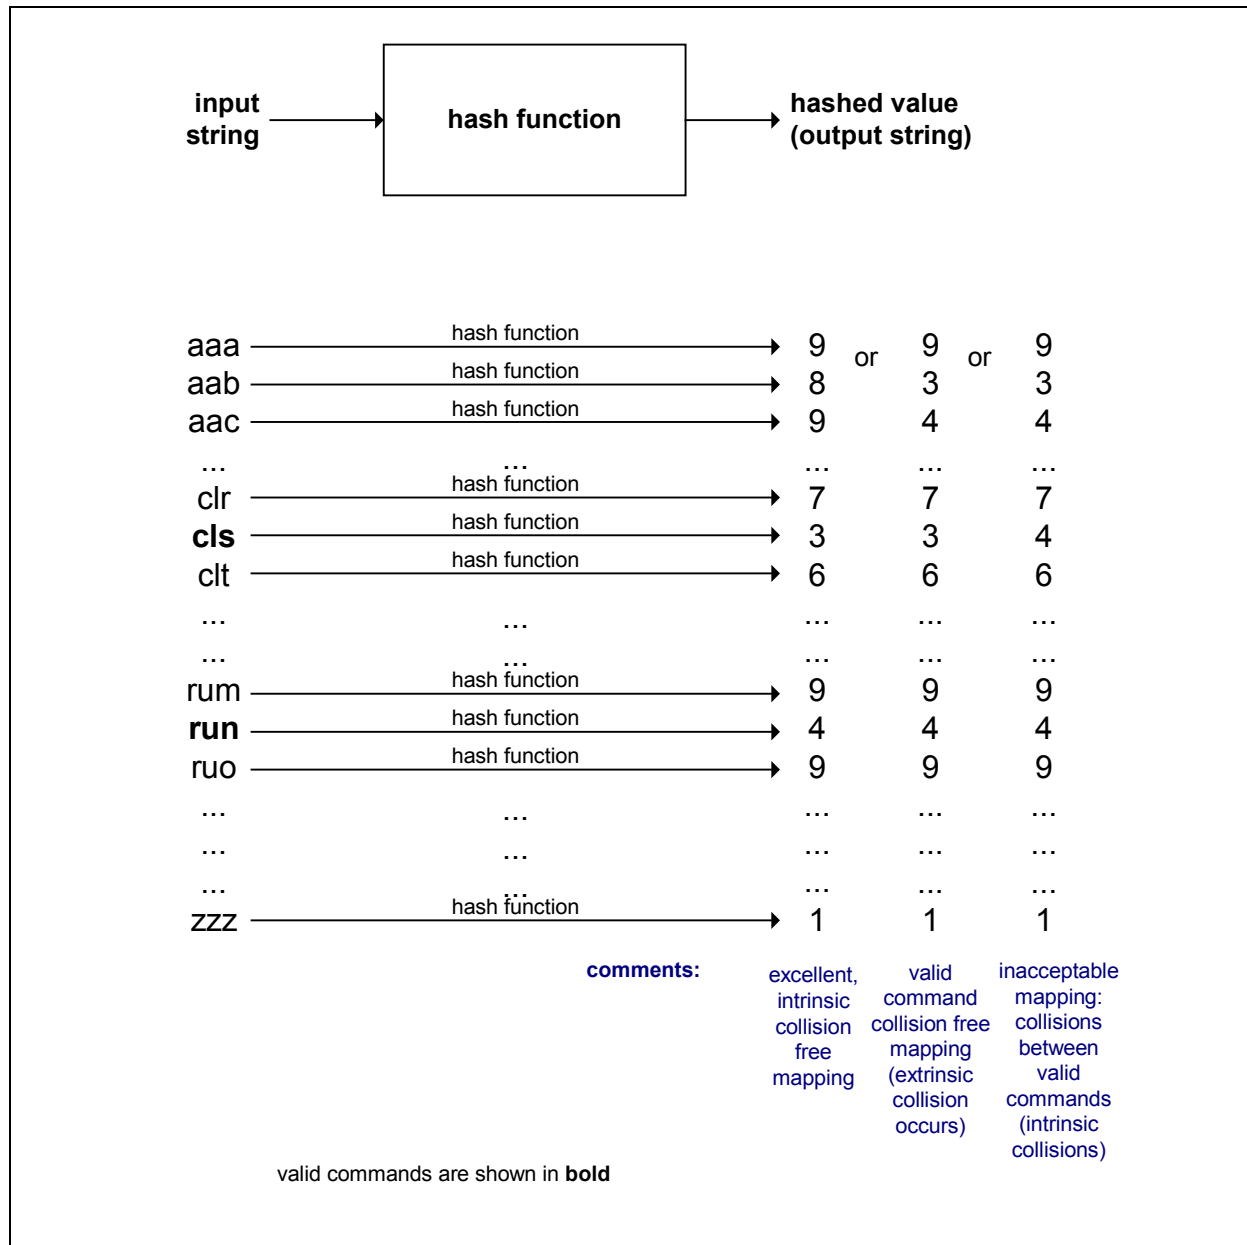 input string
hash function
hashed value (output string)
aaa hash function 9 or 9 or 9
aab hash function 8 3 3
aac hash function 9 4 4
... ... ... ... ...
clr hash function 7 7 7
cls hash function 3 3 4
clt hash function 6 6 6
... ... ... ... ...
... ... ... ... ...
rum hash function 9 9 9
run hash function 4 4 4
ruo hash function 9 9 9
... ... ... ... ...
... ... ... ... ...
... ... ... ... ...
zzz hash function 1 1 1
comments:
excellent,
intrinsic
collision
free
mapping
valid
command
collision free
mapping
(extrinsic
collision
occurs)
inacceptable
mapping:
collisions
between
valid
commands
(intrinsic
collisions)
valid commands are shown in bold